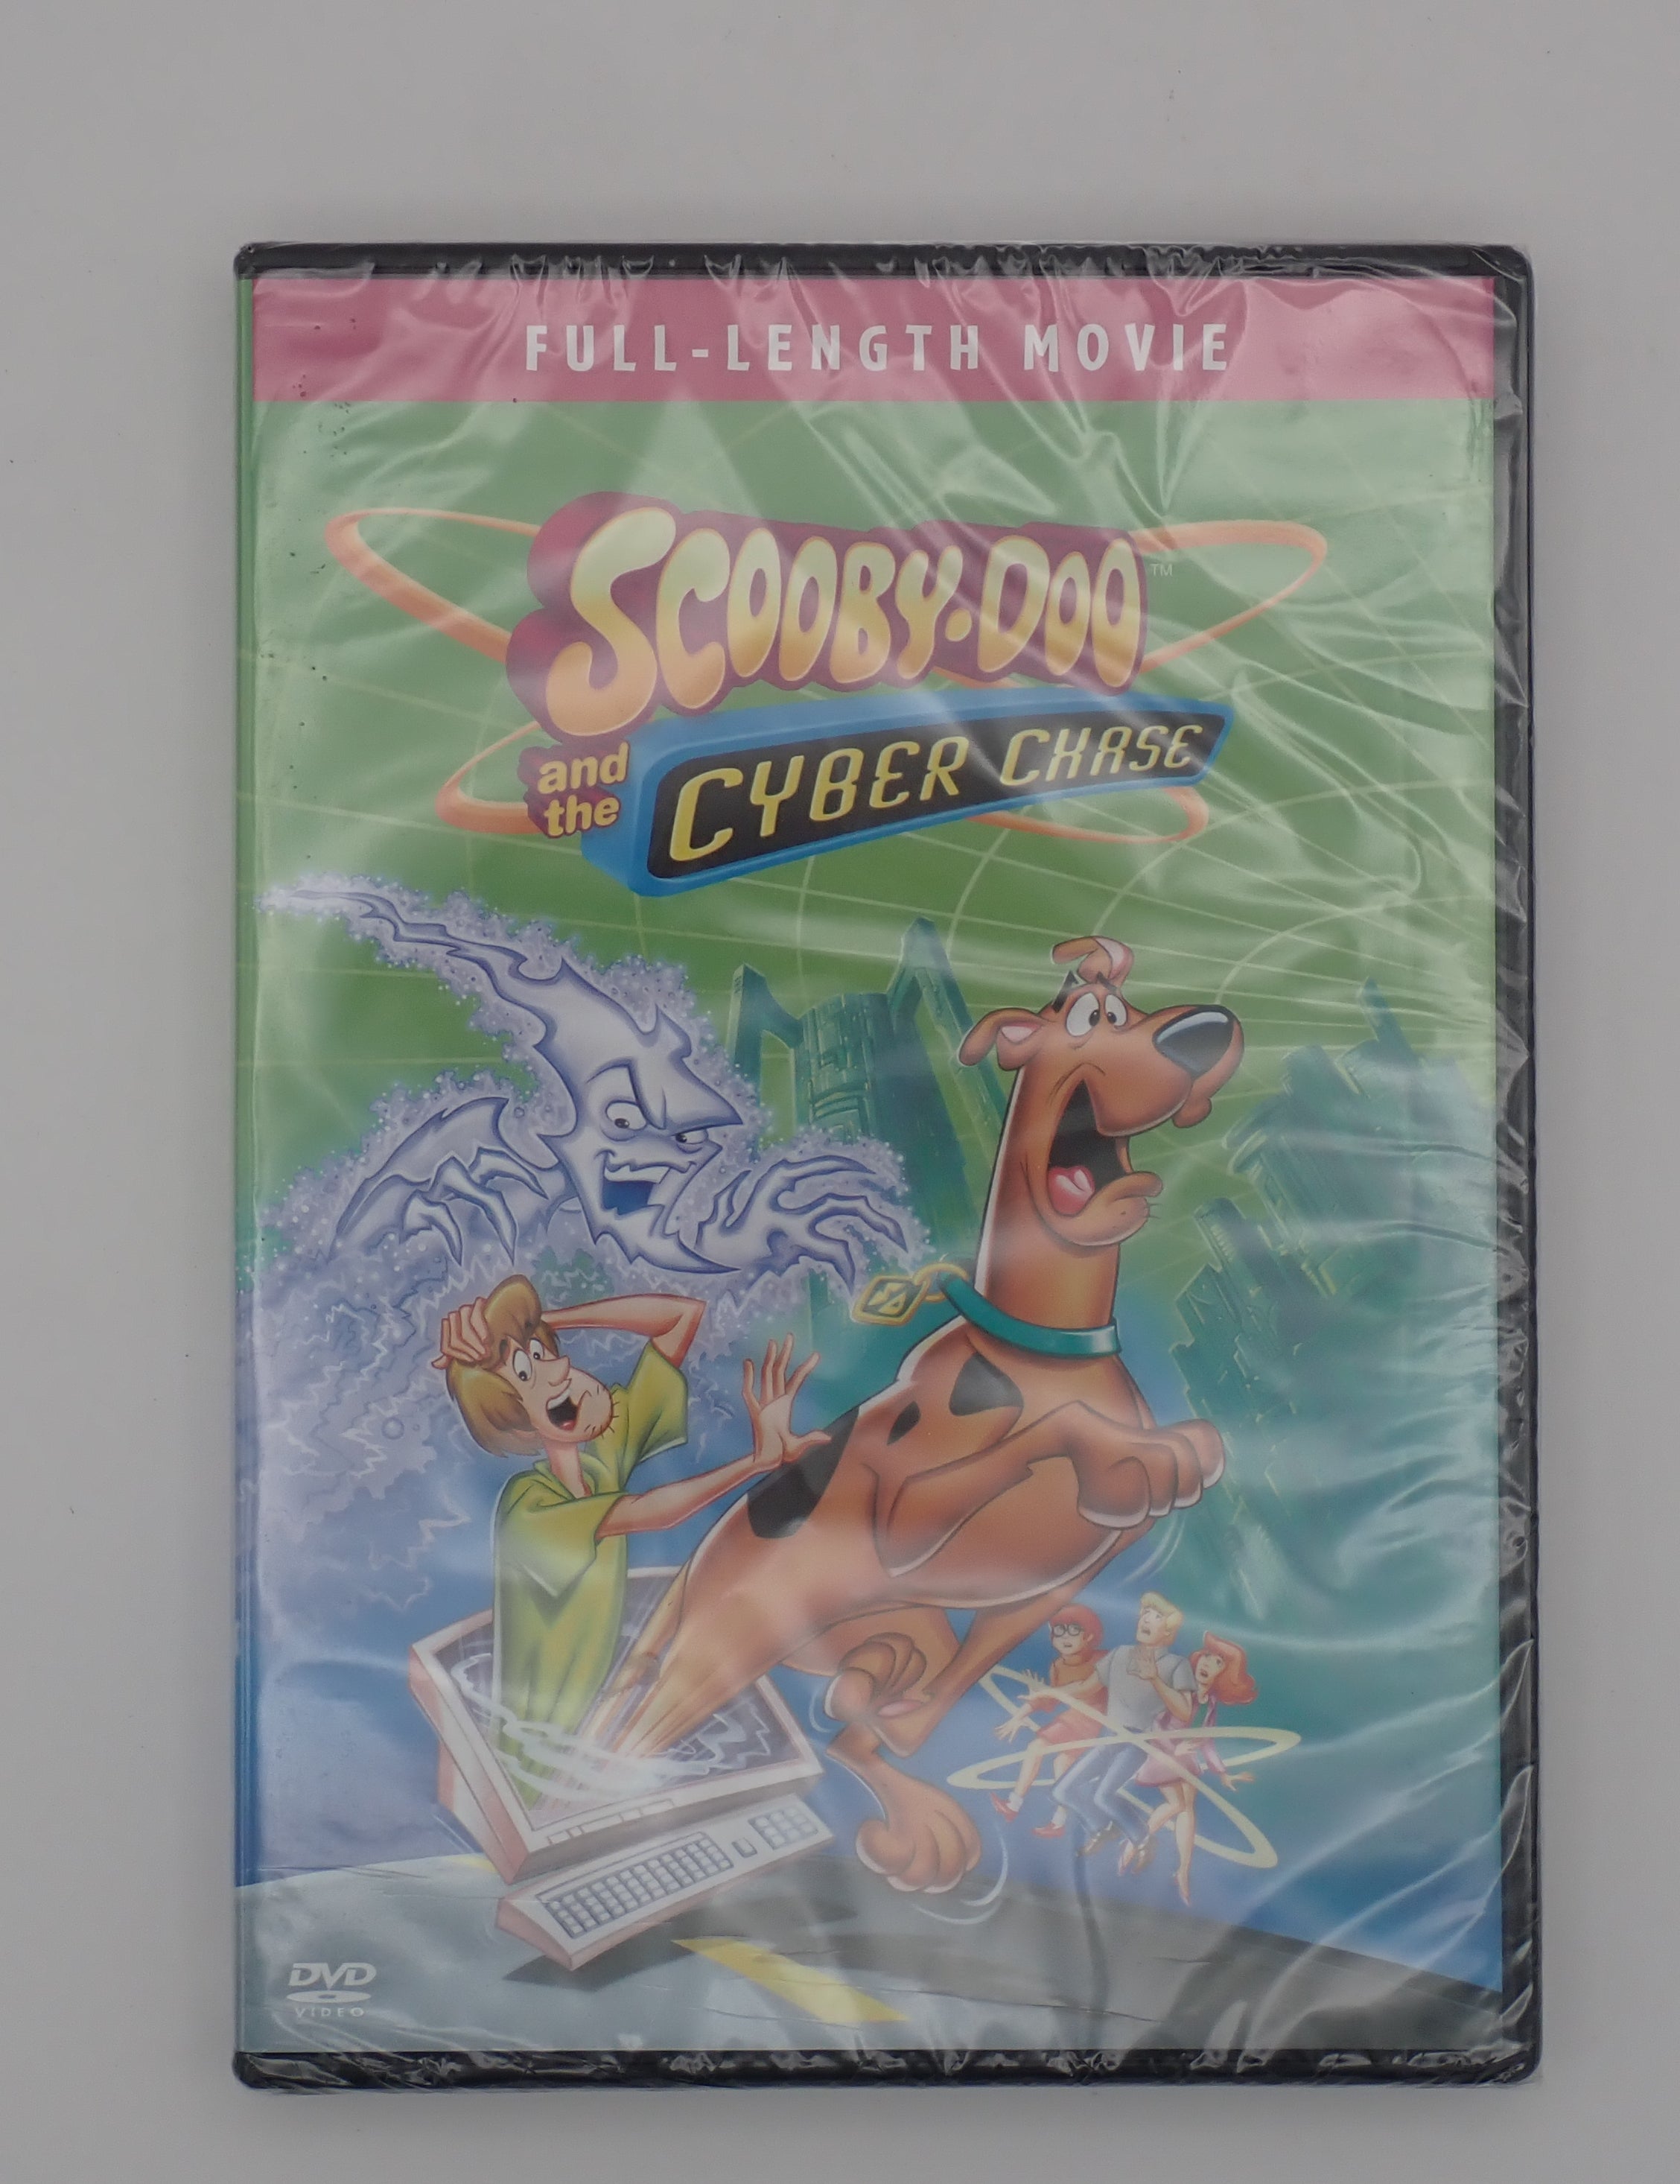 FULL-LENGTH MOVIE
SCOOBY-DOO™
and
the
CYBER CHASE
DVD
VIDEO